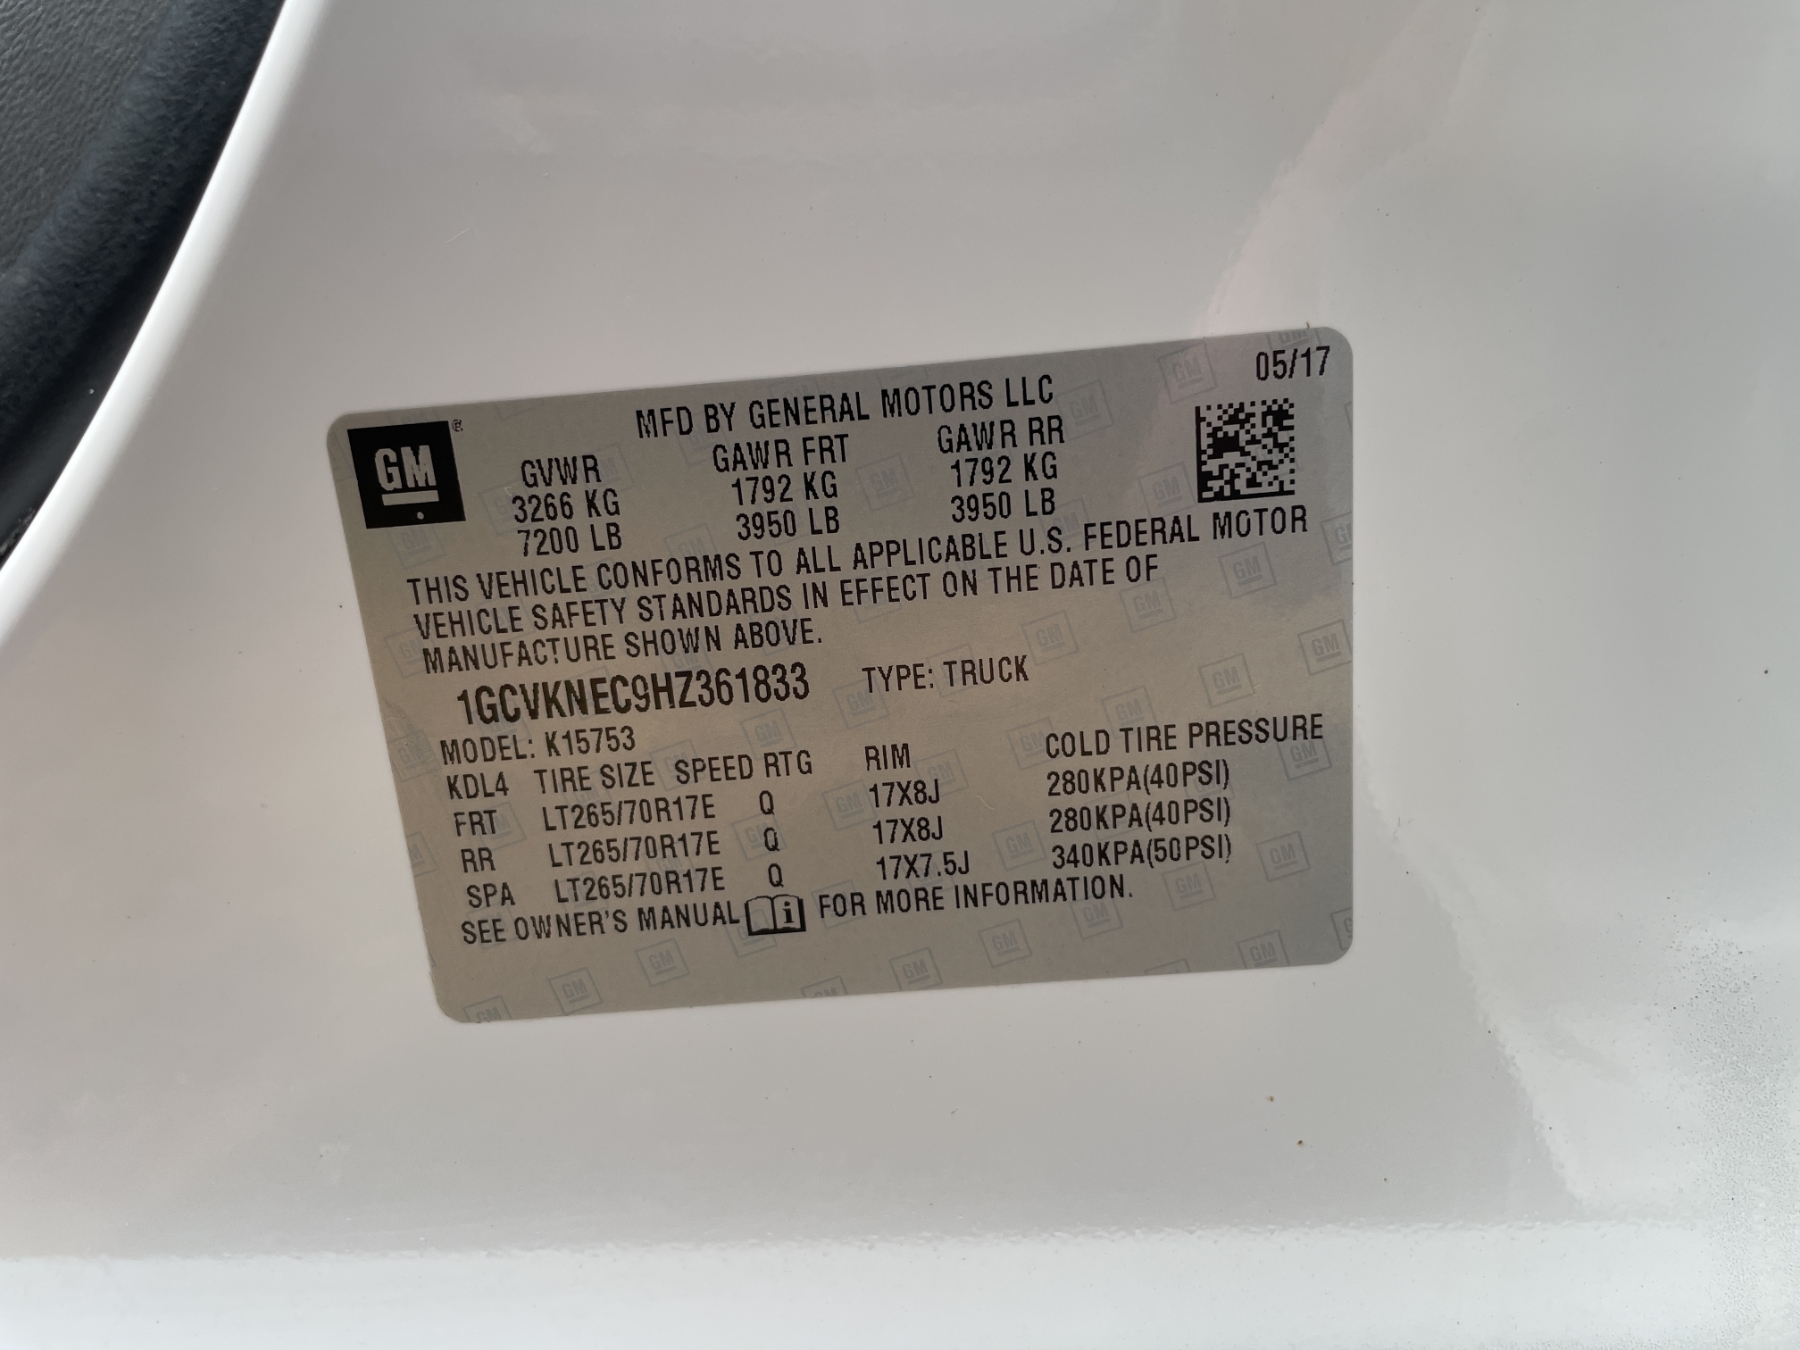 05/17
MFD BY GENERAL MOTORS LLC
GM ®
GVWR GAWR FRT GAWR RR
3266 KG 1792 KG 1792 KG
7200 LB 3950 LB 3950 LB
THIS VEHICLE CONFORMS TO ALL APPLICABLE U.S. FEDERAL MOTOR
VEHICLE SAFETY STANDARDS IN EFFECT ON THE DATE OF
MANUFACTURE SHOWN ABOVE.
1GCVKNEC9HZ361833 TYPE: TRUCK
MODEL: K15753
KDL4 TIRE SIZE SPEED RTG RIM COLD TIRE PRESSURE
FRT LT265/70R17E Q 17X8J 280KPA(40PSI)
RR LT265/70R17E Q 17X8J 280KPA(40PSI)
SPA LT265/70R17E Q 17X7.5J 340KPA(50PSI)
SEE OWNER'S MANUAL i FOR MORE INFORMATION.